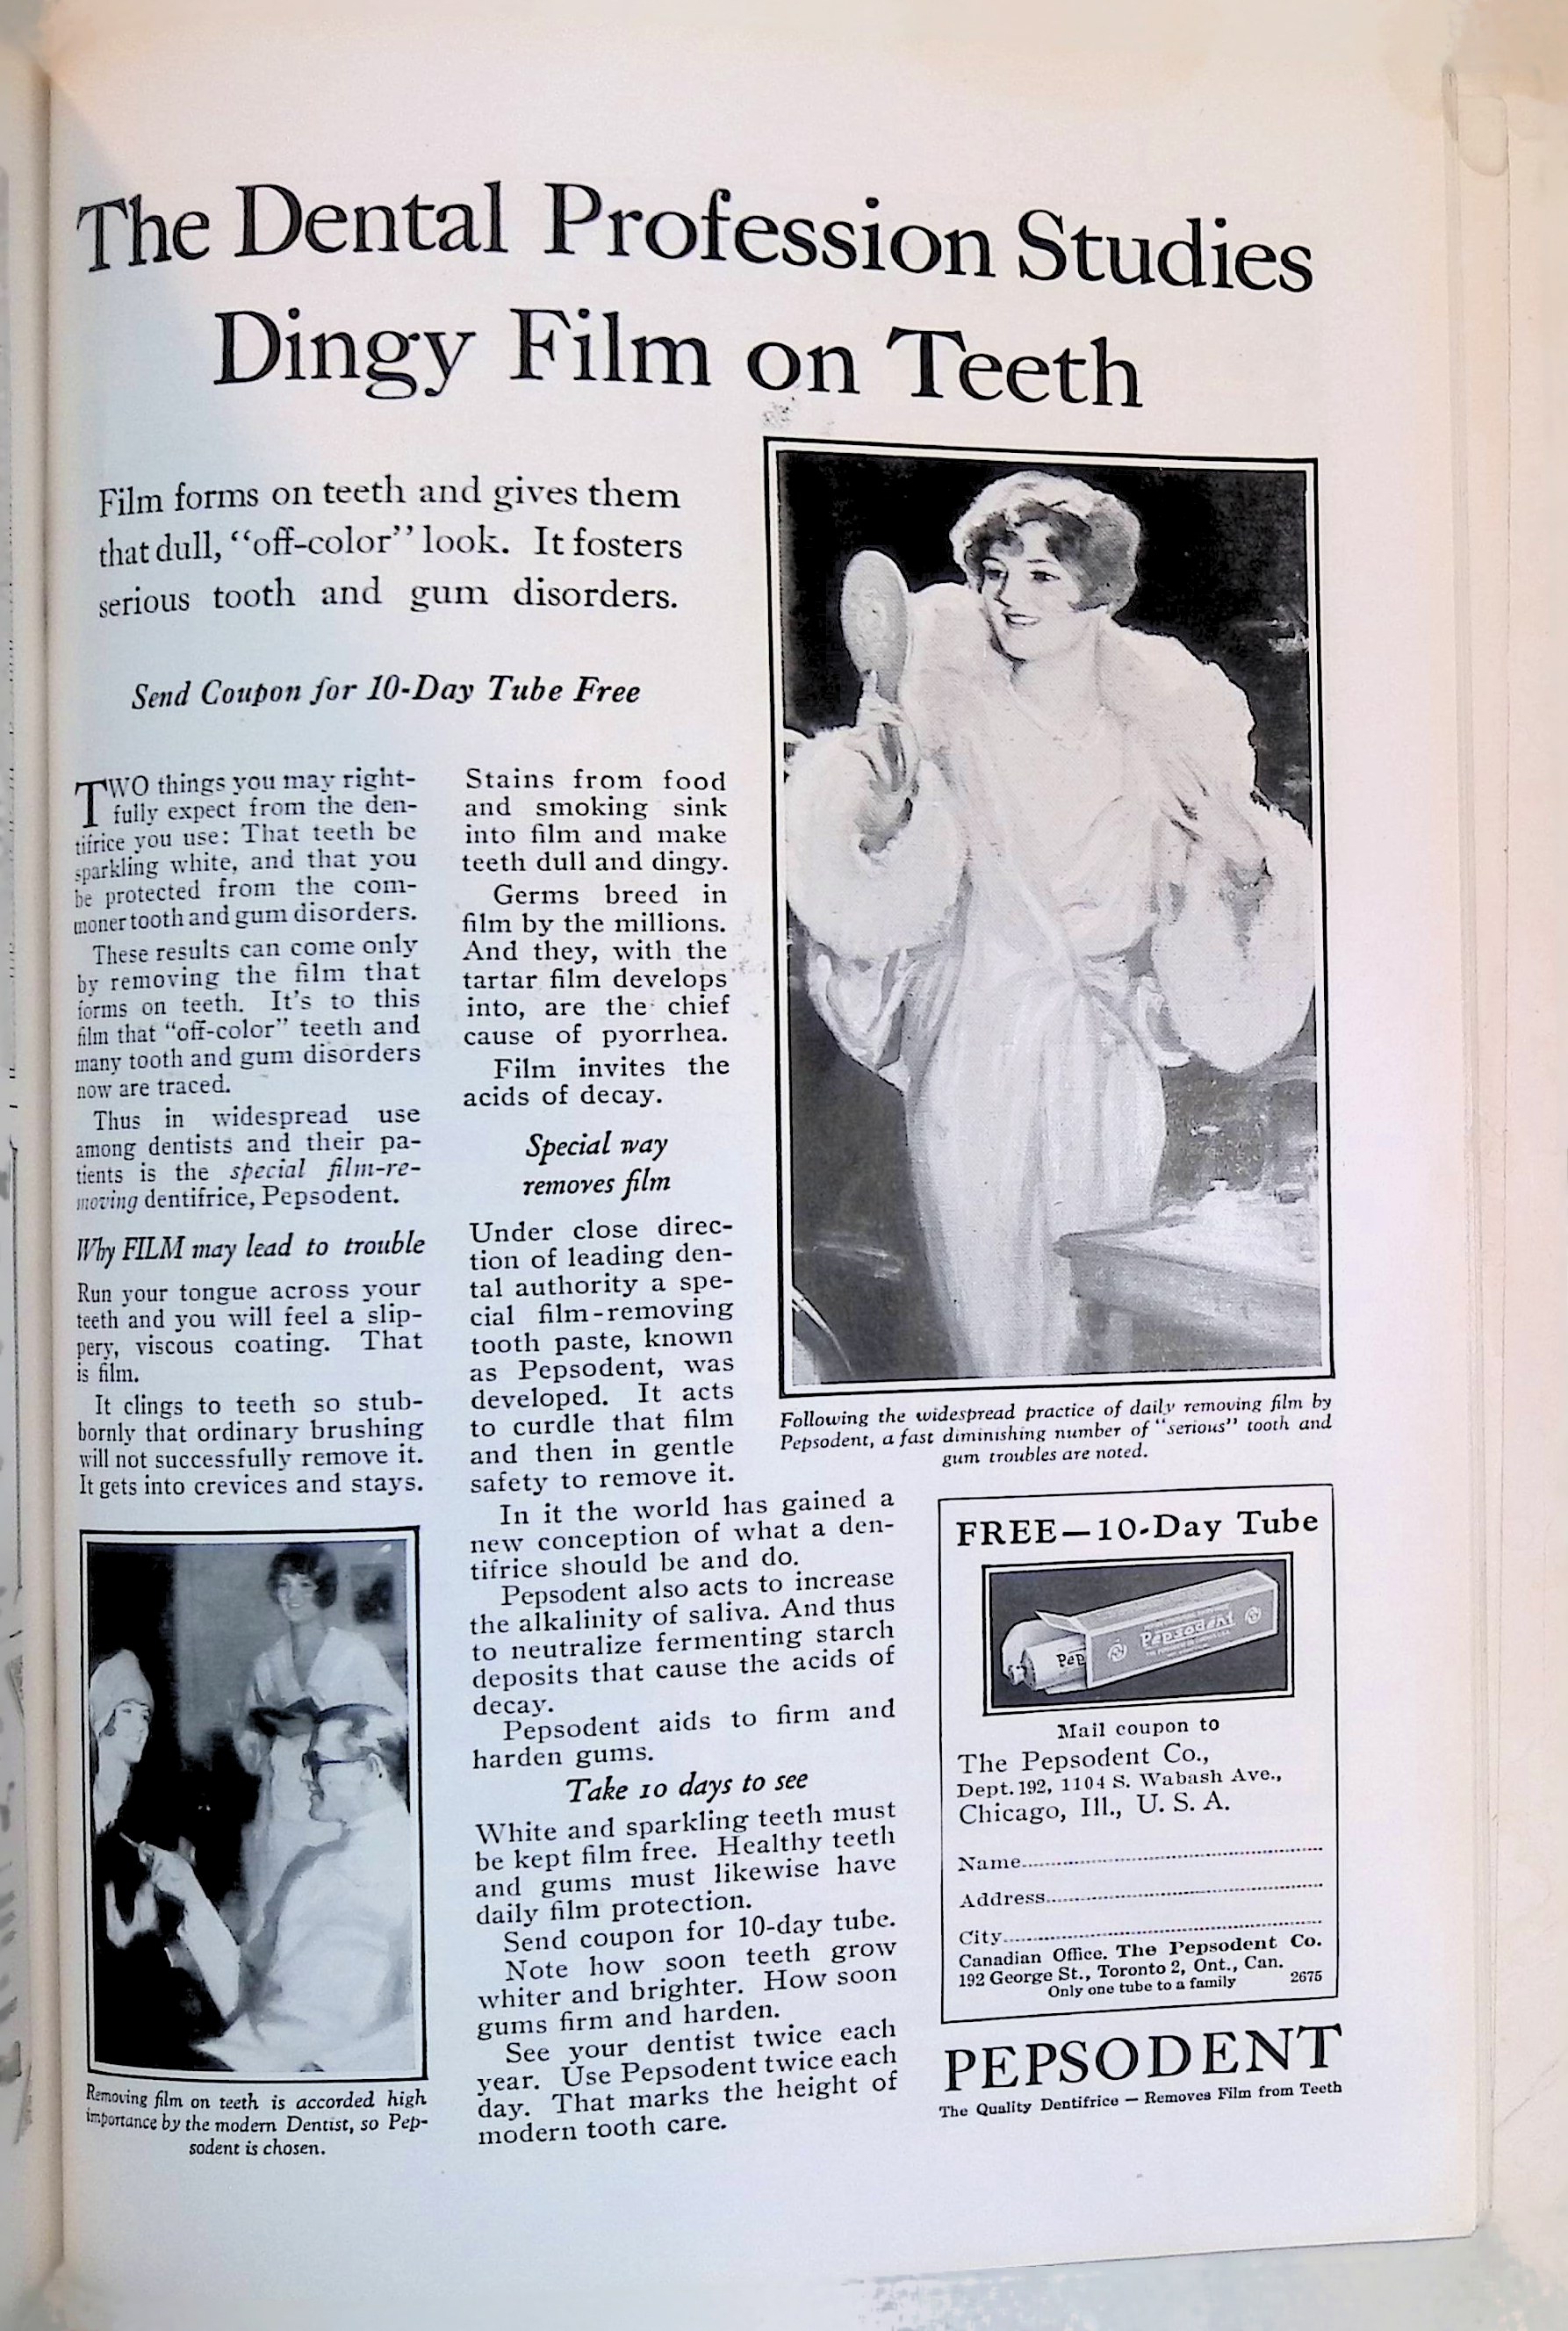 The Dental Profession Studies
Dingy Film on Teeth
Film forms on teeth and gives them
that dull, “off-color” look. It fosters
serious tooth and gum disorders.
Send Coupon for 10-Day Tube Free
TWO things you may right-
fully expect from the den-
tifrice you use: That teeth be
sparkling white, and that you
be protected from the com-
moner tooth and gum disorders.
These results can come only
by removing the film that
forms on teeth. It's to this
film that “off-color” teeth and
many tooth and gum disorders
now are traced.
Thus in widespread use
among dentists and their pa-
tients is the special film-re-
moving dentifrice, Pepsodent.
Why FILM may lead to trouble
Run your tongue across your
teeth and you will feel a slip-
pery, viscous coating. That
is film.
It clings to teeth so stub-
bornly that ordinary brushing
will not successfully remove it.
It gets into crevices and stays.
Removing film on teeth is accorded high
importance by the modern Dentist, so Pep-
sodent is chosen.
Stains from food
and smoking sink
into film and make
teeth dull and dingy.
Germs breed in
film by the millions.
And they, with the
tartar film develops
into, are the chief
cause of pyorrhea.
Film invites the
acids of decay.
Special way
removes film
Under close direc-
tion of leading den-
tal authority a spe-
cial film-removing
tooth paste, known
as Pepsodent, was
developed. It acts
to curdle that film
and then in gentle
safety to remove it.
In it the world has gained a
new conception of what a den-
tifrice should be and do.
Pepsodent also acts to increase
the alkalinity of saliva. And thus
to neutralize fermenting starch
deposits that cause the acids of
decay.
Pepsodent aids to firm and
harden gums.
Take 10 days to see
White and sparkling teeth must
be kept film free. Healthy teeth
and gums must likewise have
daily film protection.
Send coupon for 10-day tube.
Note how soon teeth grow
whiter and brighter. How soon
gums firm and harden.
See your dentist twice each
year. Use Pepsodent twice each
day. That marks the height of
modern tooth care.
Following the widespread practice of daily removing film by
Pepsodent, a fast diminishing number of “serious” tooth and
gum troubles are noted.
FREE—10-Day Tube
Pep
Pepsodent
Mail coupon to
The Pepsodent Co.,
Dept. 192, 1104 S. Wabash Ave.,
Chicago, Ill., U. S. A.
Name
Address
City
Canadian Office. The Pepsodent Co.
192 George St., Toronto 2, Ont., Can.
Only one tube to a family 2675
PEPSODENT
The Quality Dentifrice — Removes Film from Teeth